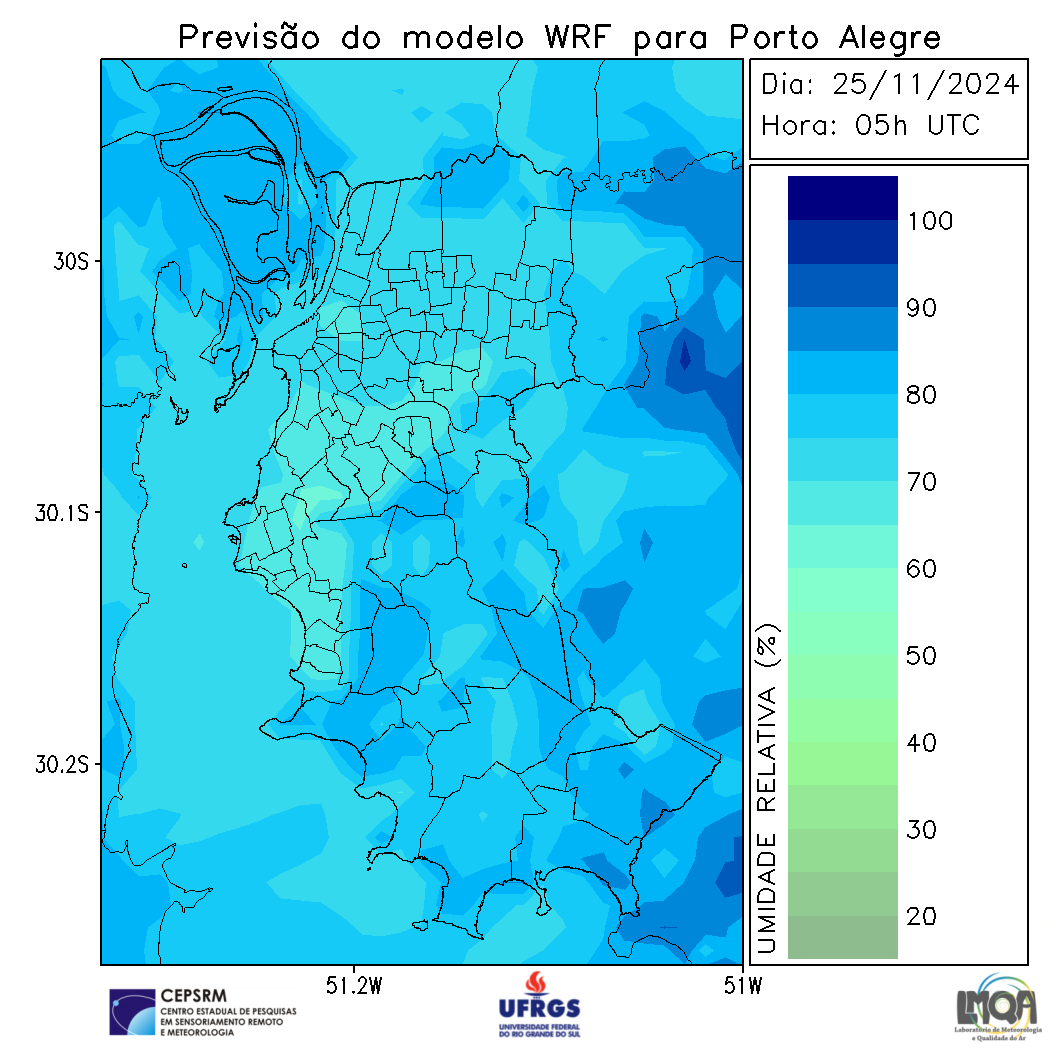 Previsão do modelo WRF para Porto Alegre
Dia: 25/11/2024
Hora: 05h UTC
30S
30.1S
30.2S
51.2W
51W
UMIDADE RELATIVA (%)
100
90
80
70
60
50
40
30
20
CEPSRM
CENTRO ESTADUAL DE PESQUISAS
EM SENSORIAMENTO REMOTO
E METEOROLOGIA
UFRGS
UNIVERSIDADE FEDERAL
DO RIO GRANDE DO SUL
LMQA
Laboratório de Meteorologia
e Qualidade do Ar